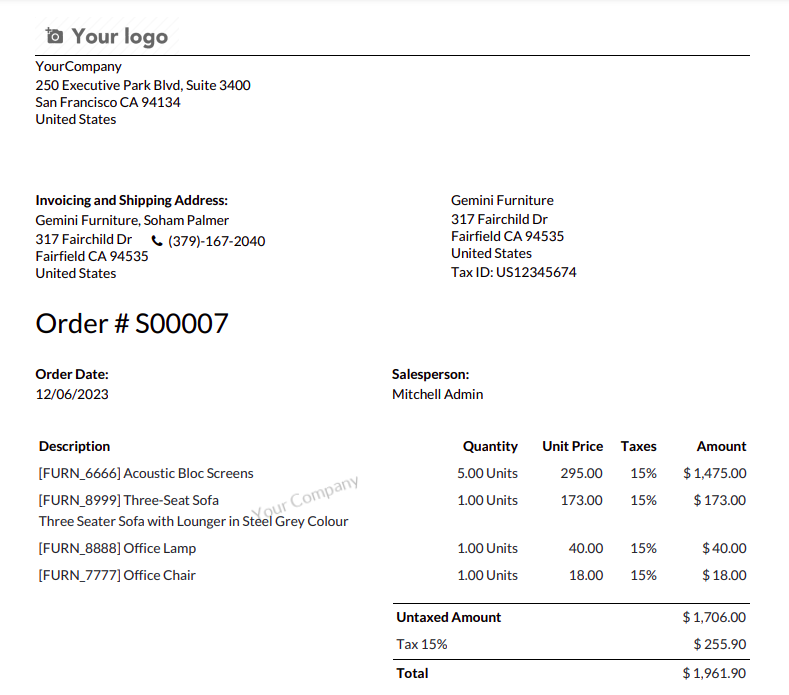 Your logo
YourCompany
250 Executive Park Blvd, Suite 3400
San Francisco CA 94134
United States
Invoicing and Shipping Address:
Gemini Furniture, Soham Palmer
317 Fairchild Dr (379)-167-2040
Fairfield CA 94535
United States
Gemini Furniture
317 Fairchild Dr
Fairfield CA 94535
United States
Tax ID: US12345674
Order # S00007
Order Date: Salesperson:
12/06/2023 Mitchell Admin
Description Quantity Unit Price Taxes Amount
[FURN_6666] Acoustic Bloc Screens 5.00 Units 295.00 15% $ 1,475.00
[FURN_8999] Three-Seat Sofa 1.00 Units 173.00 15% $ 173.00
Three Seater Sofa with Lounger in Steel Grey Colour
Your Company
[FURN_8888] Office Lamp 1.00 Units 40.00 15% $ 40.00
[FURN_7777] Office Chair 1.00 Units 18.00 15% $ 18.00
Untaxed Amount $ 1,706.00
Tax 15% $ 255.90
Total $ 1,961.90